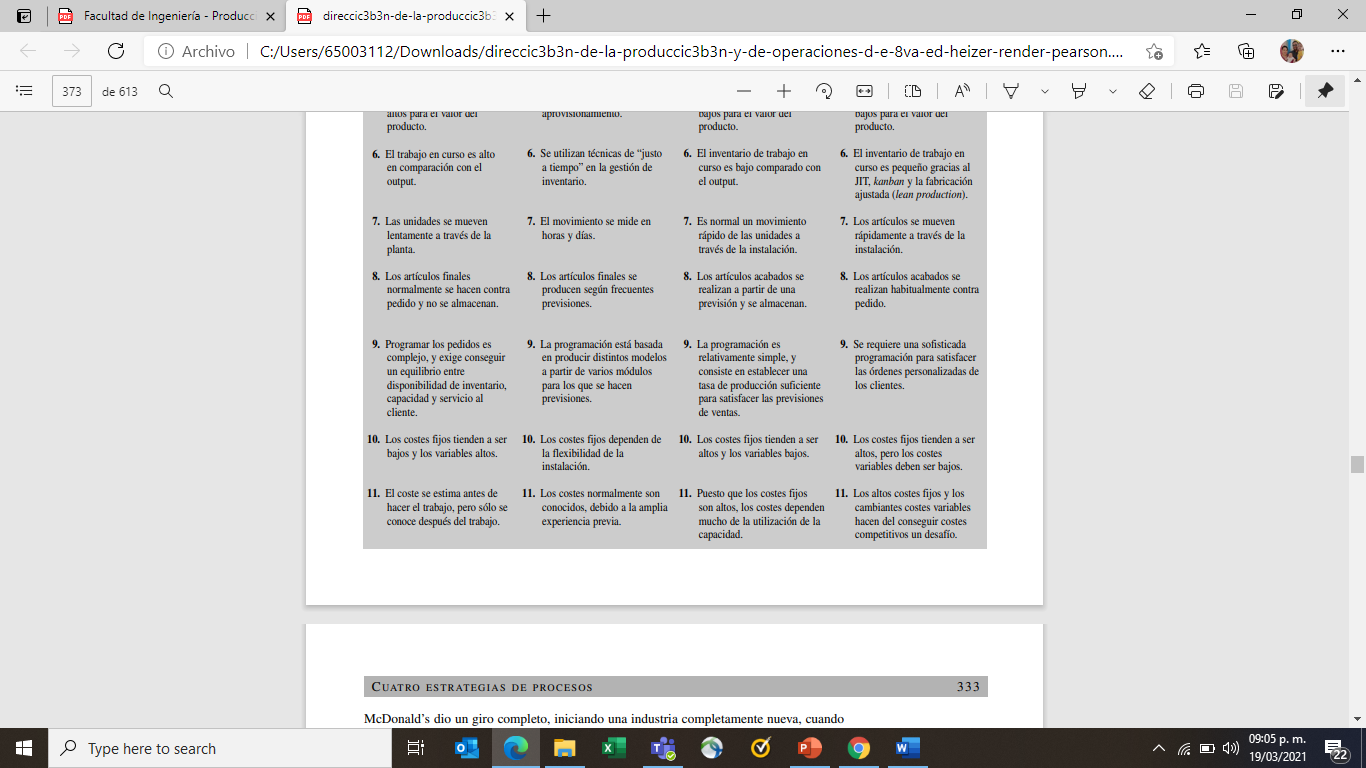 Facultad de Ingeniería - Producci
direccic3b3n-de-la-produccic3b3
Archivo
C:/Users/65003112/Downloads/direccic3b3n-de-la-produccic3b3n-y-de-operaciones-d-e-8va-ed-heizer-render-pearson....
373 de 613
altos para el valor del
producto.
aprovisionamiento.
bajos para el valor del
producto.
bajos para el valor del
producto.
6. El trabajo en curso es alto
en comparación con el
output.
6. Se utilizan técnicas de “justo
a tiempo” en la gestión de
inventario.
6. El inventario de trabajo en
curso es bajo comparado con
el output.
6. El inventario de trabajo en
curso es pequeño gracias al
JIT, kanban y la fabricación
ajustada (lean production).
7. Las unidades se mueven
lentamente a través de la
planta.
7. El movimiento se mide en
horas y días.
7. Es normal un movimiento
rápido de las unidades a
través de la instalación.
7. Los artículos se mueven
rápidamente a través de la
instalación.
8. Los artículos finales
normalmente se hacen contra
pedido y no se almacenan.
8. Los artículos finales se
producen según frecuentes
previsiones.
8. Los artículos acabados se
realizan a partir de una
previsión y se almacenan.
8. Los artículos acabados se
realizan habitualmente contra
pedido.
9. Programar los pedidos es
complejo, y exige conseguir
un equilibrio entre
disponibilidad de inventario,
capacidad y servicio al
cliente.
9. La programación está basada
en producir distintos modelos
a partir de varios módulos
para los que se hacen
previsiones.
9. La programación es
relativamente simple, y
consiste en establecer una
tasa de producción suficiente
para satisfacer las previsiones
de ventas.
9. Se requiere una sofisticada
programación para satisfacer
las órdenes personalizadas de
los clientes.
10. Los costes fijos tienden a ser
bajos y los variables altos.
10. Los costes fijos dependen de
la flexibilidad de la
instalación.
10. Los costes fijos tienden a ser
altos y los variables bajos.
10. Los costes fijos tienden a ser
altos, pero los costes
variables deben ser bajos.
11. El coste se estima antes de
hacer el trabajo, pero sólo se
conoce después del trabajo.
11. Los costes normalmente son
conocidos, debido a la amplia
experiencia previa.
11. Puesto que los costes fijos
son altos, los costes dependen
mucho de la utilización de la
capacidad.
11. Los altos costes fijos y los
cambiantes costes variables
hacen del conseguir costes
competitivos un desafío.
CUATRO ESTRATEGIAS DE PROCESOS 333
McDonald’s dio un giro completo, iniciando una industria completamente nueva, cuando
Type here to search
09:05 p. m.
19/03/2021
22